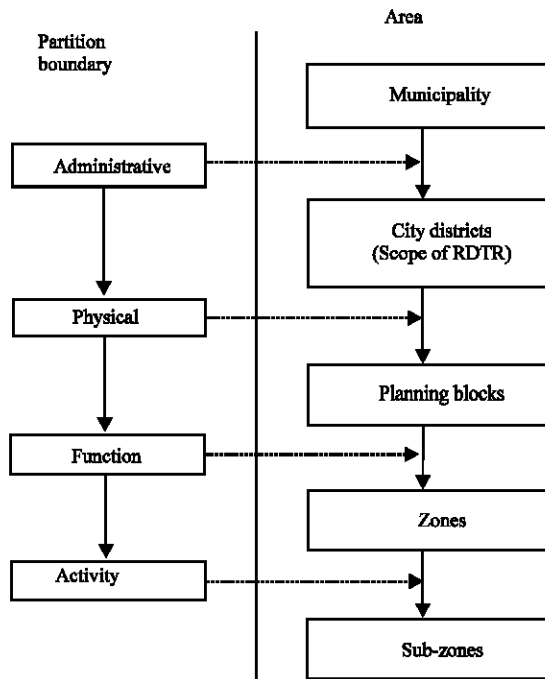 Partition
boundary
Area
Municipality
Administrative
City districts
(Scope of RDTR)
Physical
Planning blocks
Function
Zones
Activity
Sub-zones